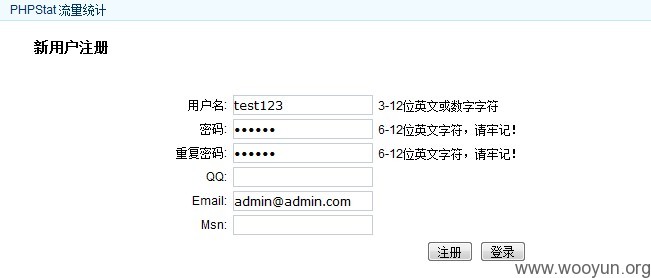 PHPStat 流量统计
新用户注册
用户名: test123 3-12位英文或数字字符
密码: •••••• 6-12位英文字符，请牢记！
重复密码: •••••• 6-12位英文字符，请牢记！
QQ:
Email: admin@admin.com
Msn:
注册 登录
www.wooyun.org